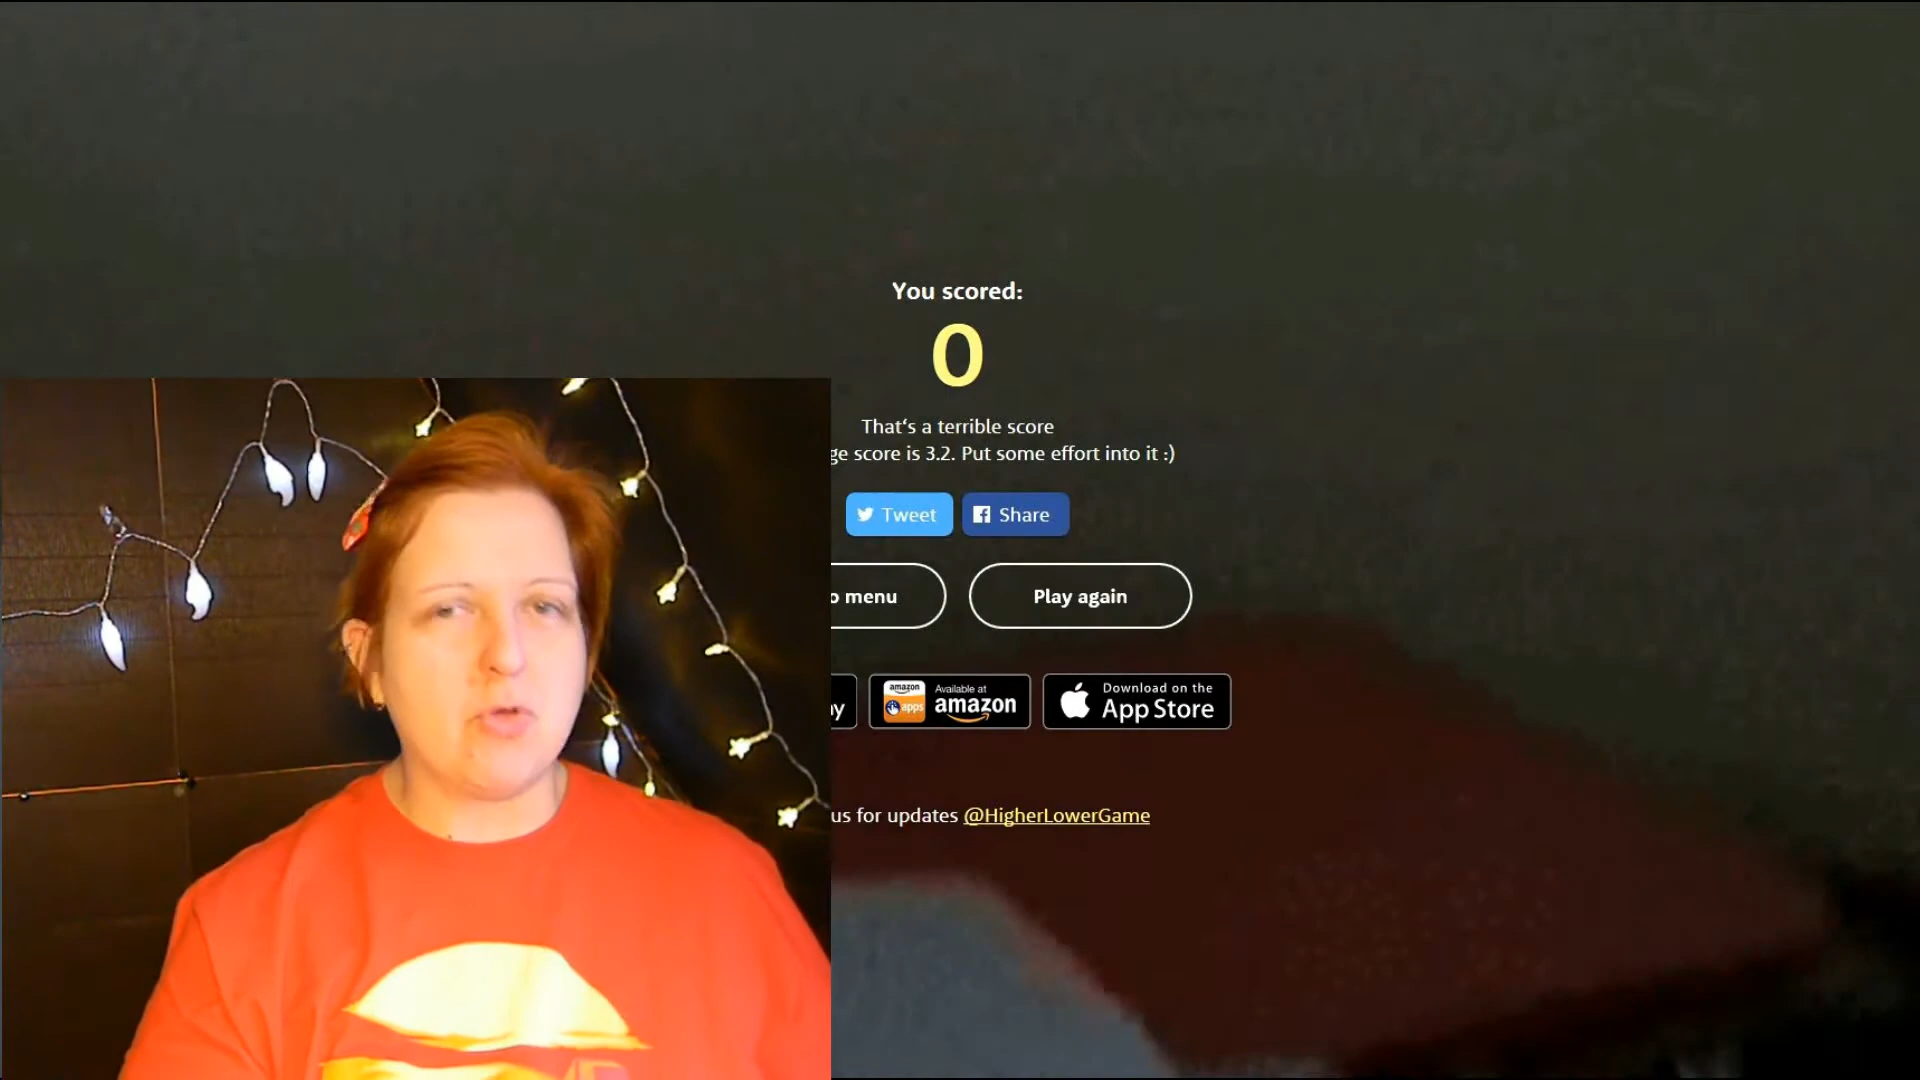 You scored:
0
That‘s a terrible score
score is 3.2. Put some effort into it :)
Tweet
Share
menu
Play again
amazon
apps
Available at
amazon
Download on the
App Store
us for updates @HigherLowerGame